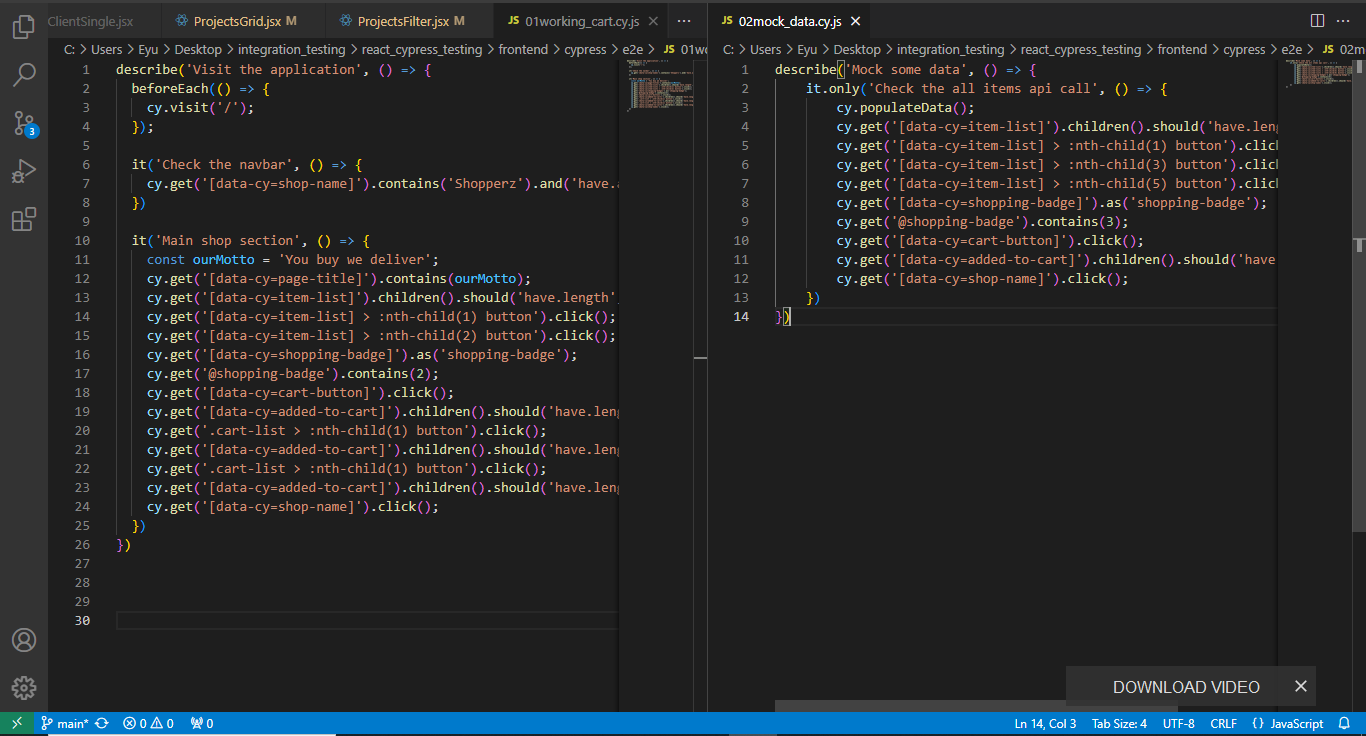 ClientSingle.jsx
ProjectsGrid.jsx M
ProjectsFilter.jsx M
JS 01working_cart.cy.js
C: > Users > Eyu > Desktop > integration_testing > react_cypress_testing > frontend > cypress > e2e > JS 01wo
1 describe('Visit the application', () => {
2 beforeEach(() => {
3 cy.visit('/');
4 });
5
6 it('Check the navbar', () => {
7 cy.get('[data-cy=shop-name]').contains('Shopperz').and('have.a
8 })
9
10 it('Main shop section', () => {
11 const ourMotto = 'You buy we deliver';
12 cy.get('[data-cy=page-title]').contains(ourMotto);
13 cy.get('[data-cy=item-list]').children().should('have.length',
14 cy.get('[data-cy=item-list] > :nth-child(1) button').click();
15 cy.get('[data-cy=item-list] > :nth-child(2) button').click();
16 cy.get('[data-cy=shopping-badge]').as('shopping-badge');
17 cy.get('@shopping-badge').contains(2);
18 cy.get('[data-cy=cart-button]').click();
19 cy.get('[data-cy=added-to-cart]').children().should('have.leng
20 cy.get('.cart-list > :nth-child(1) button').click();
21 cy.get('[data-cy=added-to-cart]').children().should('have.leng
22 cy.get('.cart-list > :nth-child(1) button').click();
23 cy.get('[data-cy=added-to-cart]').children().should('have.leng
24 cy.get('[data-cy=shop-name]').click();
25 })
26 })
27
28
29
30
JS 02mock_data.cy.js
C: > Users > Eyu > Desktop > integration_testing > react_cypress_testing > frontend > cypress > e2e > JS 02m
1 describe('Mock some data', () => {
2 it.only('Check the all items api call', () => {
3 cy.populateData();
4 cy.get('[data-cy=item-list]').children().should('have.leng
5 cy.get('[data-cy=item-list] > :nth-child(1) button').click
6 cy.get('[data-cy=item-list] > :nth-child(3) button').click
7 cy.get('[data-cy=item-list] > :nth-child(5) button').click
8 cy.get('[data-cy=shopping-badge]').as('shopping-badge');
9 cy.get('@shopping-badge').contains(3);
10 cy.get('[data-cy=cart-button]').click();
11 cy.get('[data-cy=added-to-cart]').children().should('have
12 cy.get('[data-cy=shop-name]').click();
13 })
14 })
3
DOWNLOAD VIDEO
main* 0 0 0
Ln 14, Col 3 Tab Size: 4 UTF-8 CRLF {} JavaScript